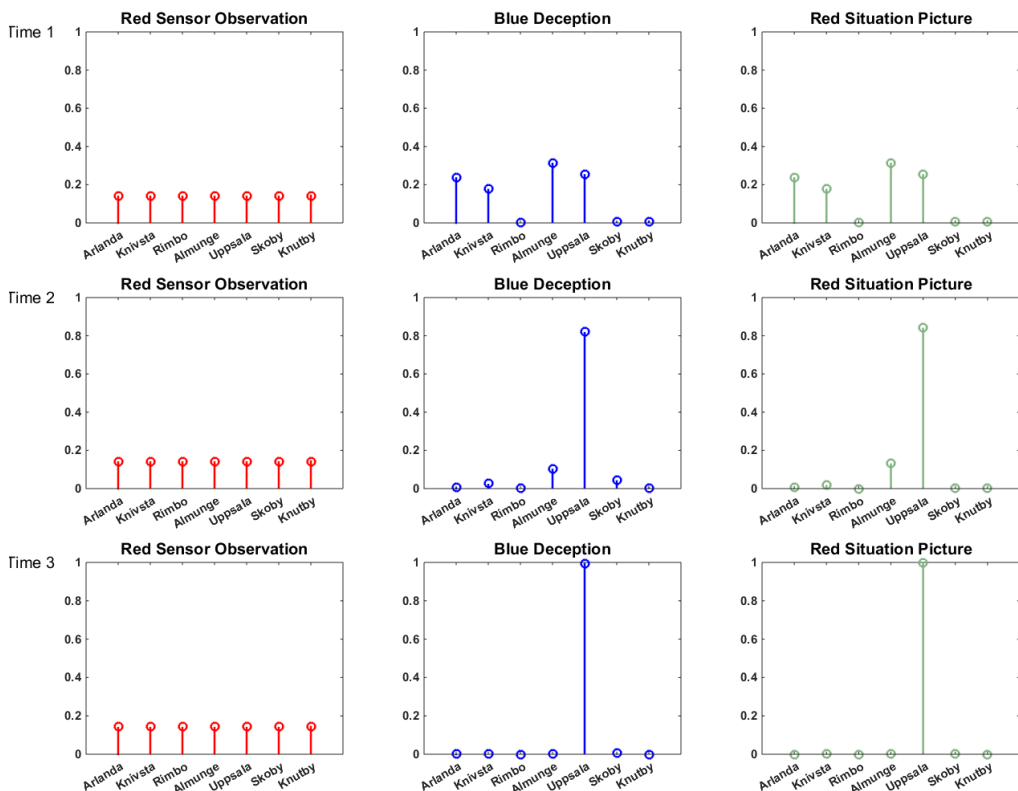 Time 1
Red Sensor Observation
1
0.8
0.6
0.4
0.2
0
Arlanda
Knivsta
Rimbo
Almunge
Uppsala
Skoby
Knutby
Blue Deception
1
0.8
0.6
0.4
0.2
0
Arlanda
Knivsta
Rimbo
Almunge
Uppsala
Skoby
Knutby
Red Situation Picture
1
0.8
0.6
0.4
0.2
0
Arlanda
Knivsta
Rimbo
Almunge
Uppsala
Skoby
Knutby
Time 2
Red Sensor Observation
1
0.8
0.6
0.4
0.2
0
Arlanda
Knivsta
Rimbo
Almunge
Uppsala
Skoby
Knutby
Blue Deception
1
0.8
0.6
0.4
0.2
0
Arlanda
Knivsta
Rimbo
Almunge
Uppsala
Skoby
Knutby
Red Situation Picture
1
0.8
0.6
0.4
0.2
0
Arlanda
Knivsta
Rimbo
Almunge
Uppsala
Skoby
Knutby
Time 3
Red Sensor Observation
1
0.8
0.6
0.4
0.2
0
Arlanda
Knivsta
Rimbo
Almunge
Uppsala
Skoby
Knutby
Blue Deception
1
0.8
0.6
0.4
0.2
0
Arlanda
Knivsta
Rimbo
Almunge
Uppsala
Skoby
Knutby
Red Situation Picture
1
0.8
0.6
0.4
0.2
0
Arlanda
Knivsta
Rimbo
Almunge
Uppsala
Skoby
Knutby